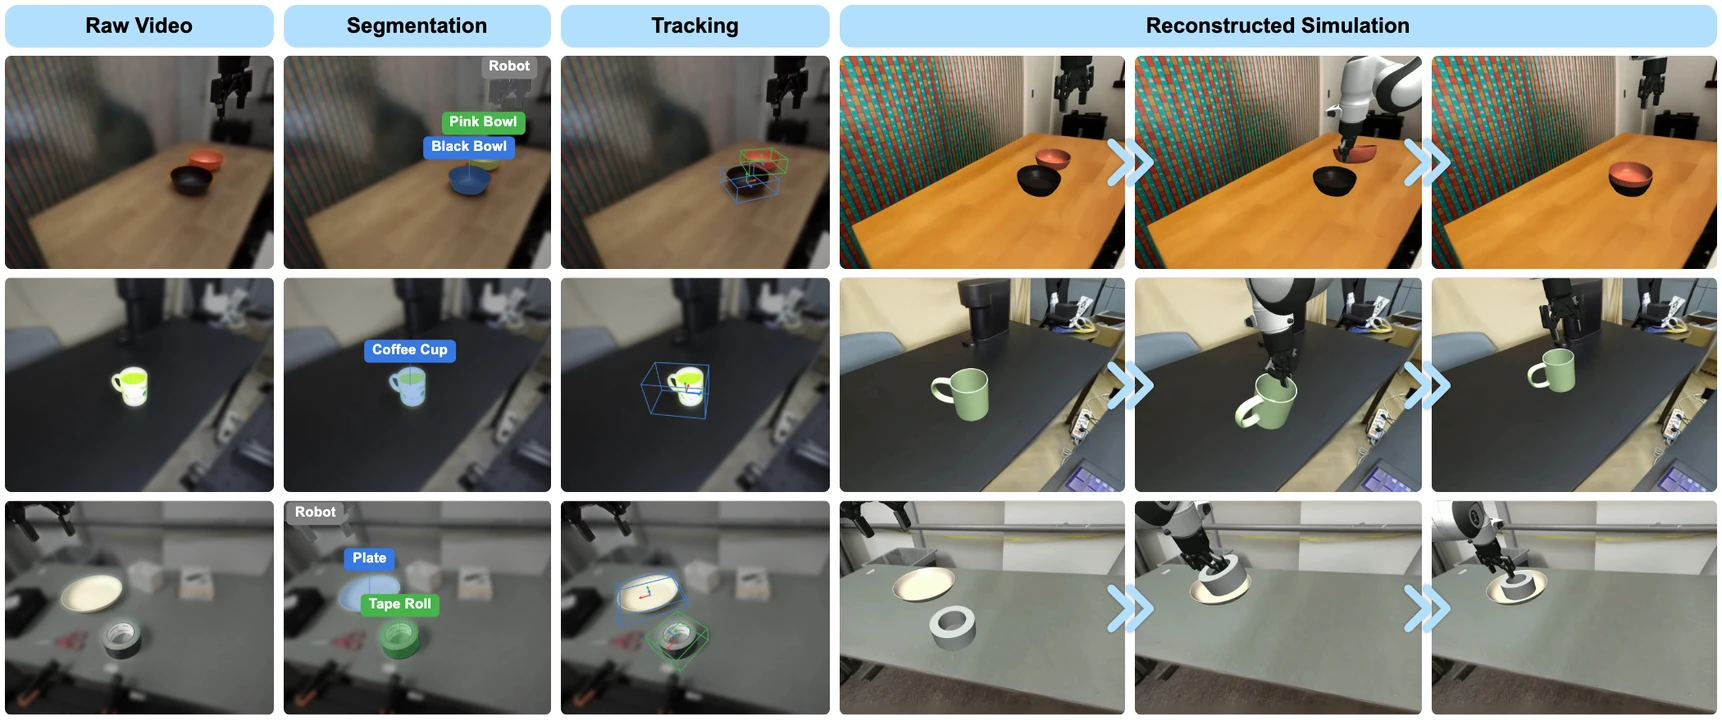 Raw Video
Segmentation
Tracking
Reconstructed Simulation
Robot
Pink Bowl
Black Bowl
Coffee Cup
Robot
Plate
Tape Roll